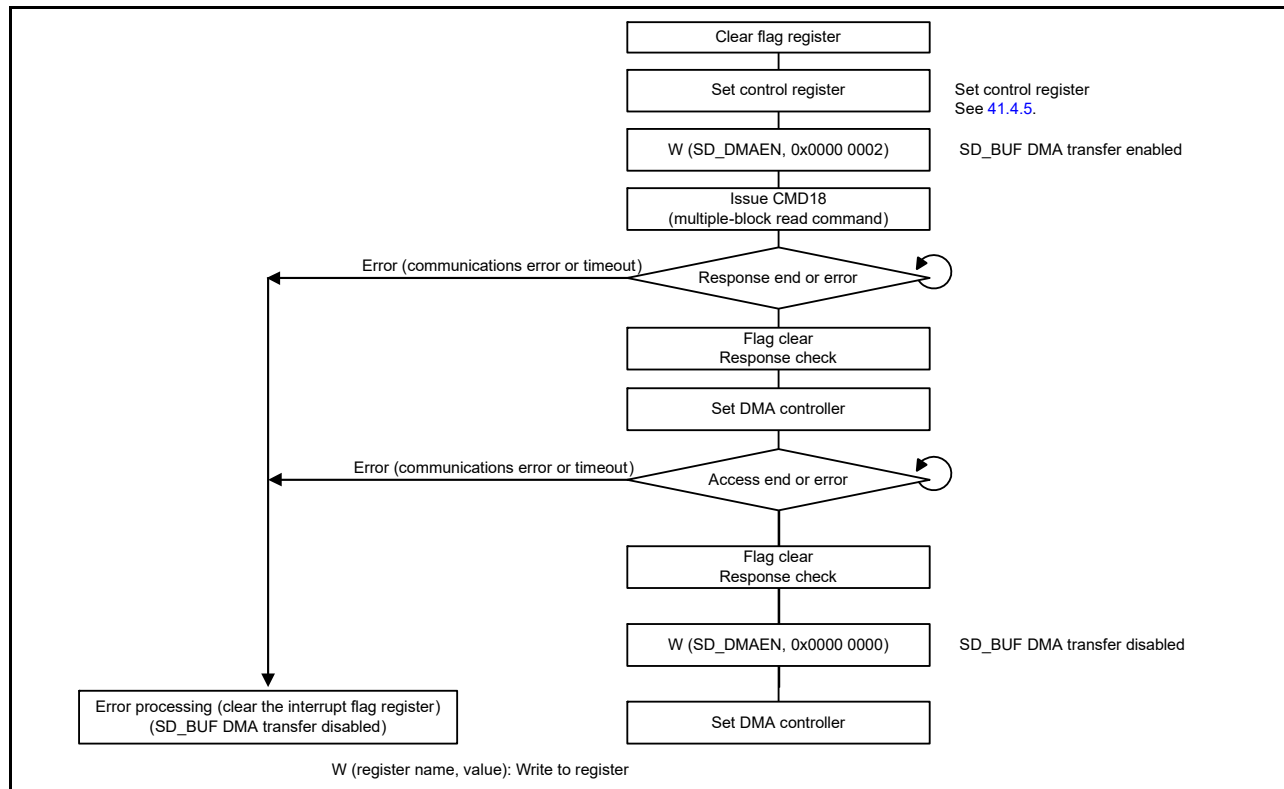 Clear flag register
Set control register
Set control register
See 41.4.5.
W (SD_DMAEN, 0x0000 0002)
SD_BUF DMA transfer enabled
Issue CMD18
(multiple-block read command)
Error (communications error or timeout)
Response end or error
Flag clear
Response check
Set DMA controller
Error (communications error or timeout)
Access end or error
Flag clear
Response check
W (SD_DMAEN, 0x0000 0000)
SD_BUF DMA transfer disabled
Error processing (clear the interrupt flag register)
(SD_BUF DMA transfer disabled)
Set DMA controller
W (register name, value): Write to register